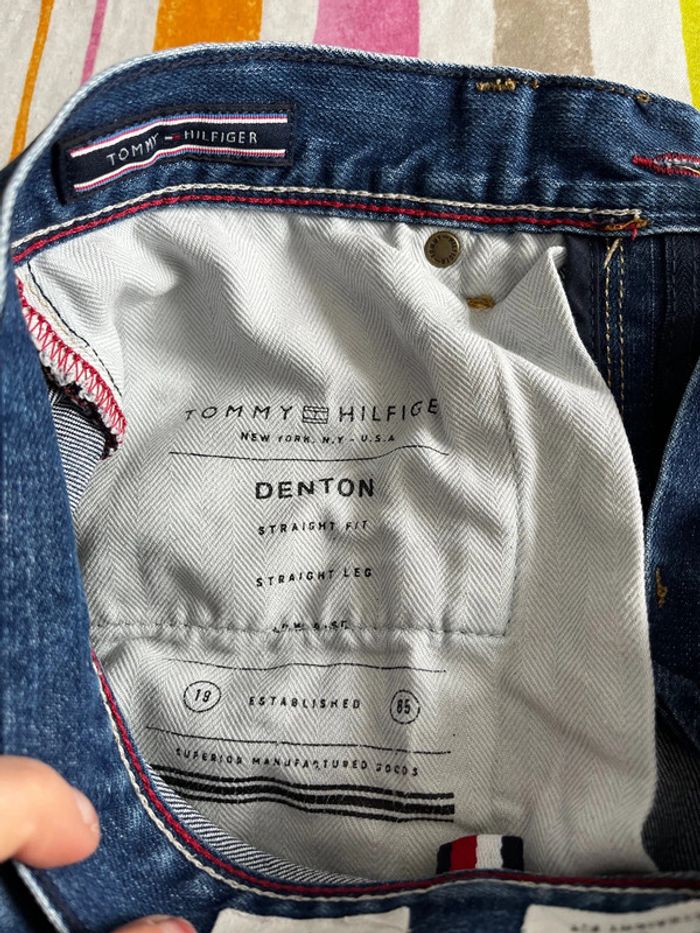 TOMMY HILFIGER
TOMMY HILFIGE
NEW YORK, N.Y - U.S.A
DENTON
STRAIGHT FIT
STRAIGHT LEG
19 ESTABLISHED 85
SUPERIOR MANUFACTURED GOODS